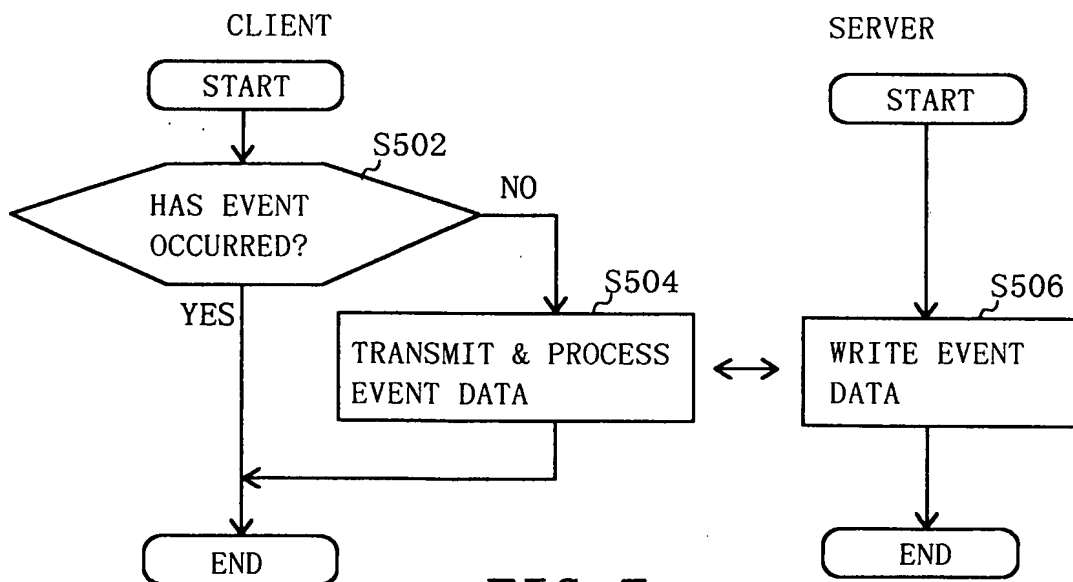 CLIENT
SERVER
START
START
S502
HAS EVENT
OCCURRED?
NO
YES
S504
TRANSMIT & PROCESS
EVENT DATA
S506
WRITE EVENT
DATA
END
END